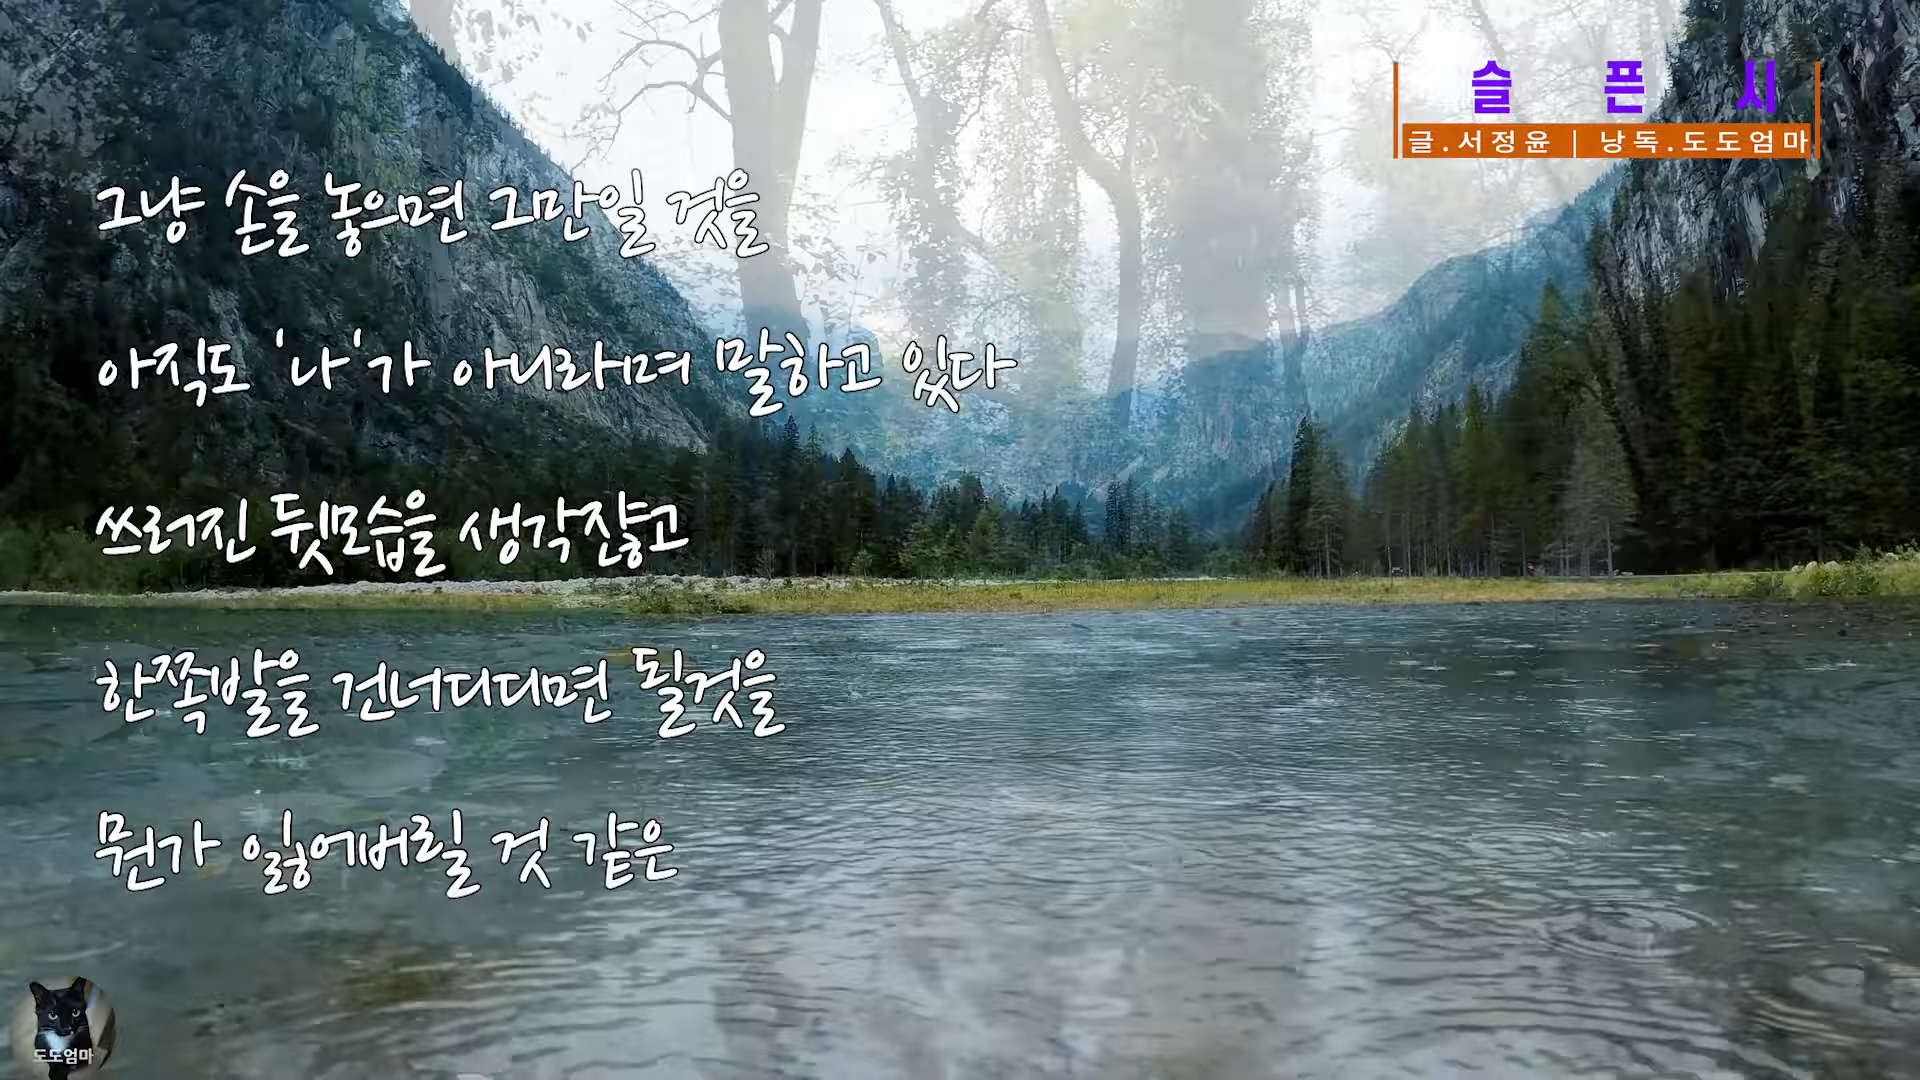 슬 픈 시
글.서정윤 | 낭독.도도엄마
그냥 손을 놓으면 그만일 것을
아직도 '나'가 아니라며 말하고 있다
쓰러진 뒷모습을 생각잖고
한쪽발을 건너디디면 될것을
뭔가 잃어버릴 것 같은
도도엄마